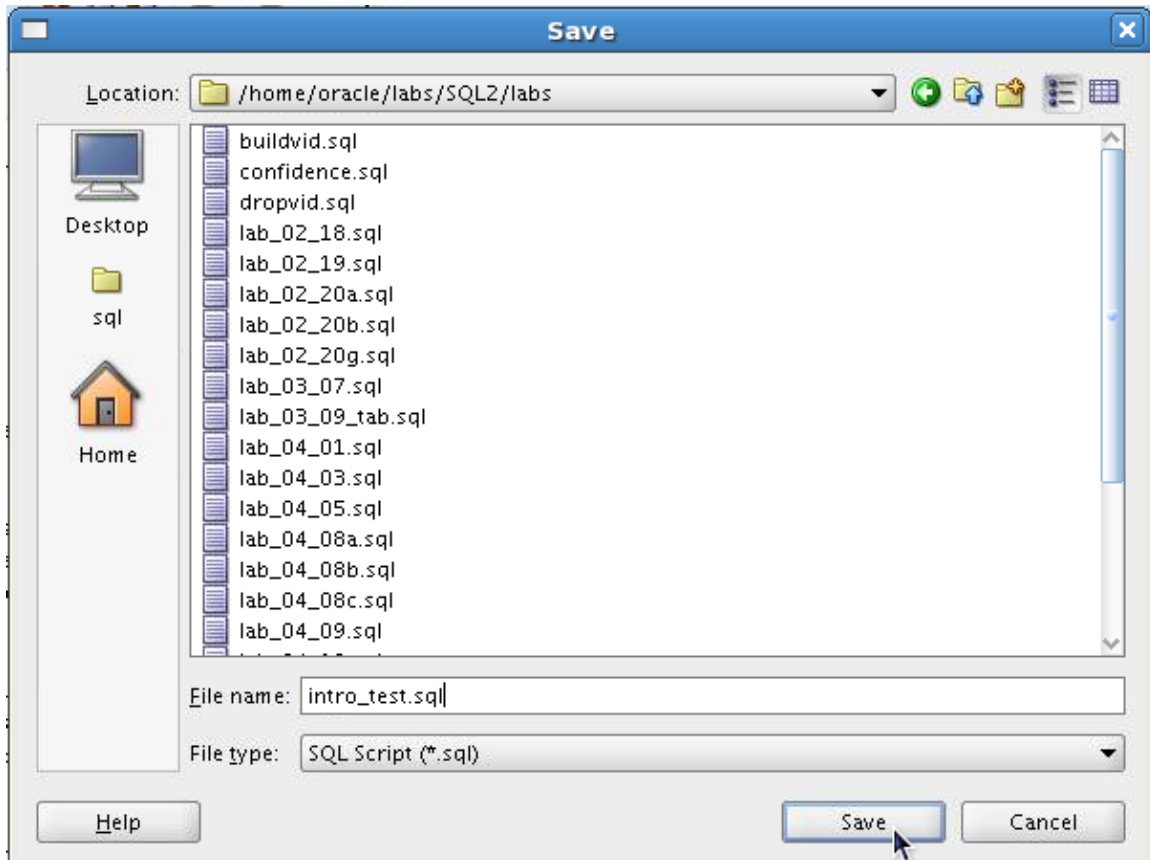 Save
Location: /home/oracle/labs/SQL2/labs
Desktop
sql
Home
buildvid.sql
confidence.sql
dropvid.sql
lab_02_18.sql
lab_02_19.sql
lab_02_20a.sql
lab_02_20b.sql
lab_02_20g.sql
lab_03_07.sql
lab_03_09_tab.sql
lab_04_01.sql
lab_04_03.sql
lab_04_05.sql
lab_04_08a.sql
lab_04_08b.sql
lab_04_08c.sql
lab_04_09.sql
File name: intro_test.sql
File type: SQL Script (*.sql)
Help Save Cancel